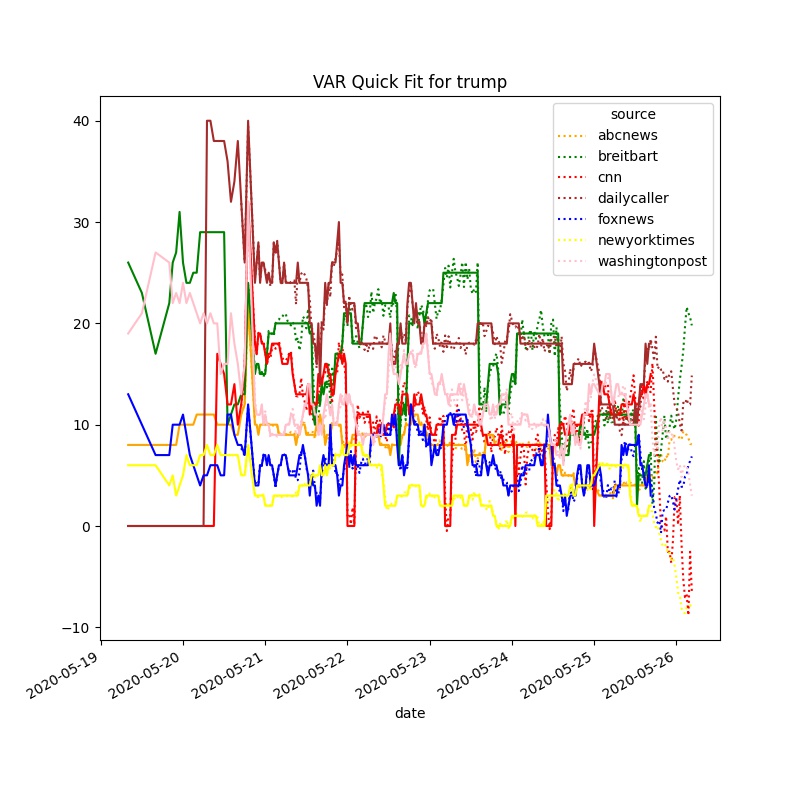 VAR Quick Fit for trump
40
30
20
10
0
−10
source
abcnews
breitbart
cnn
dailycaller
foxnews
newyorktimes
washingtonpost
2020-05-19
2020-05-20
2020-05-21
2020-05-22
2020-05-23
2020-05-24
2020-05-25
2020-05-26
date